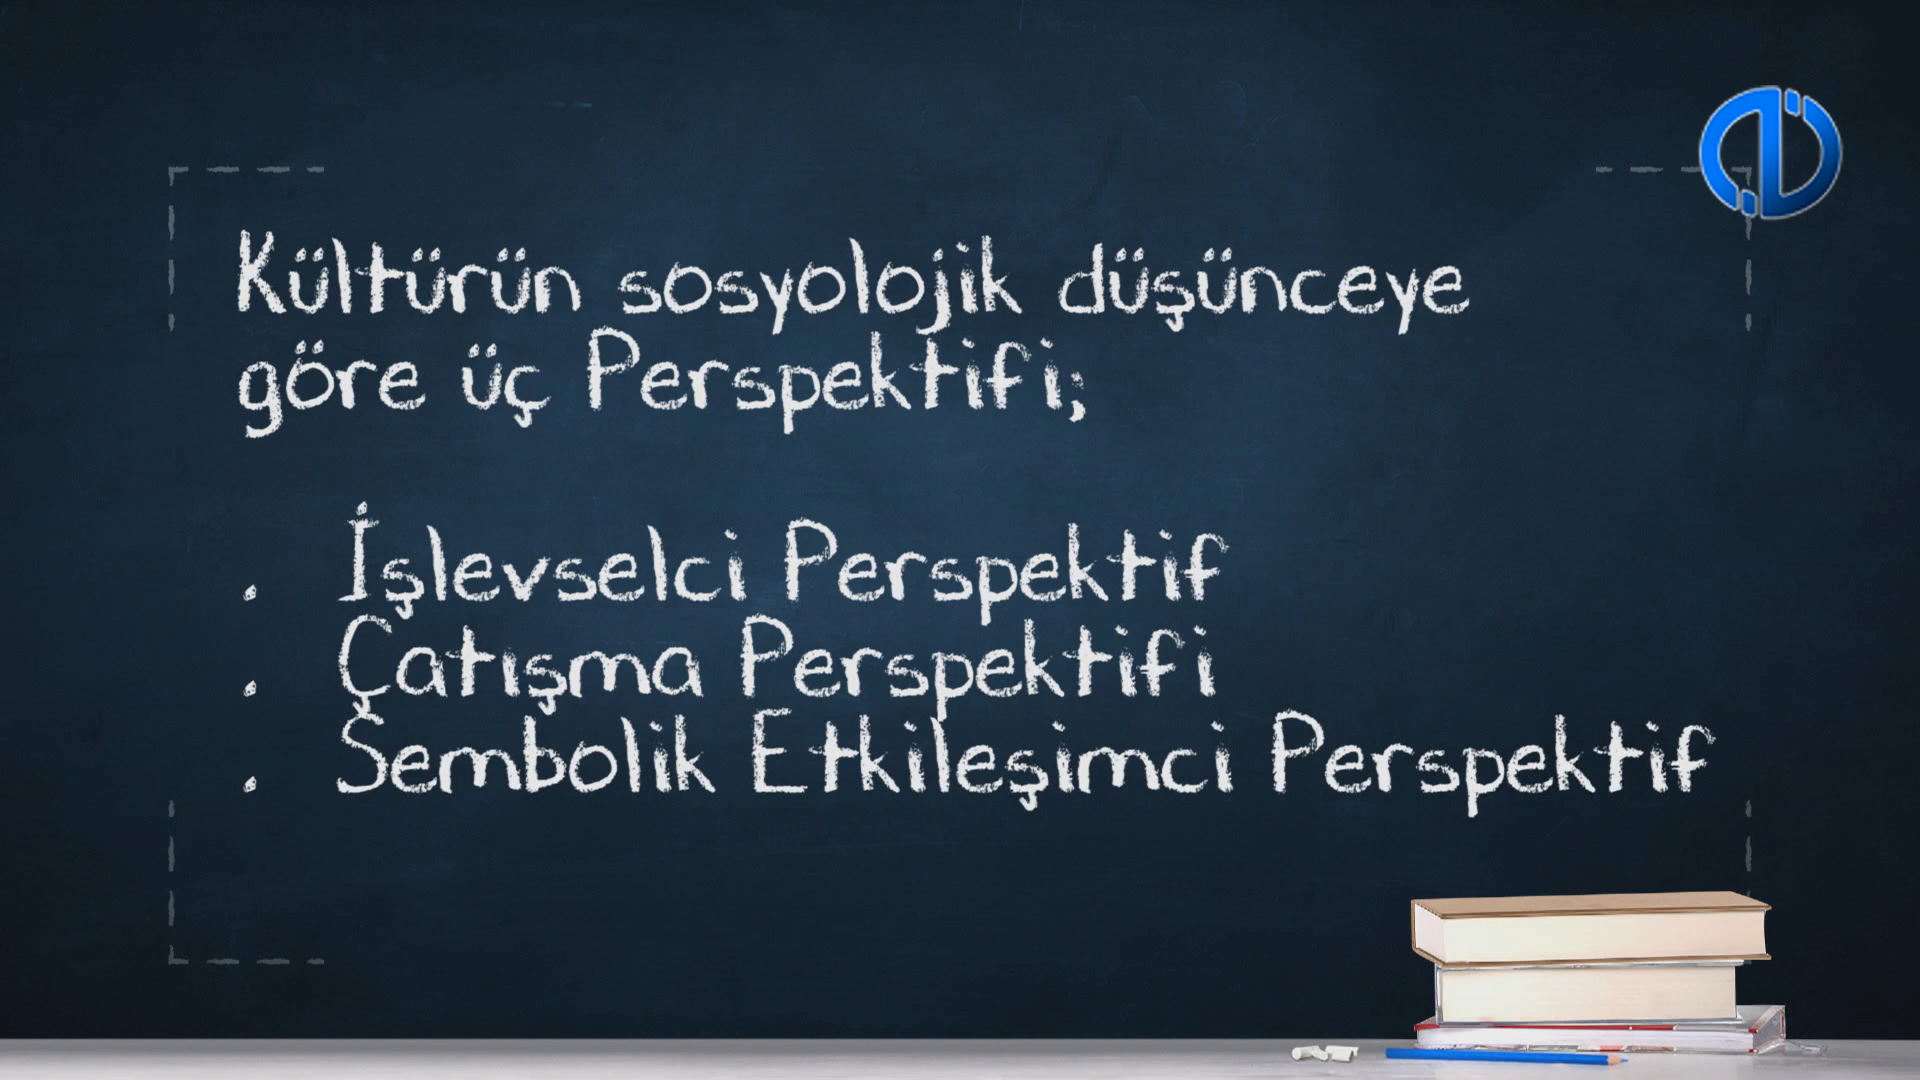 Kültürün sosyolojik düşünceye
göre üç Perspektifi;
. İşlevselci Perspektif
. Çatışma Perspektifi
. Sembolik Etkileşimci Perspektif